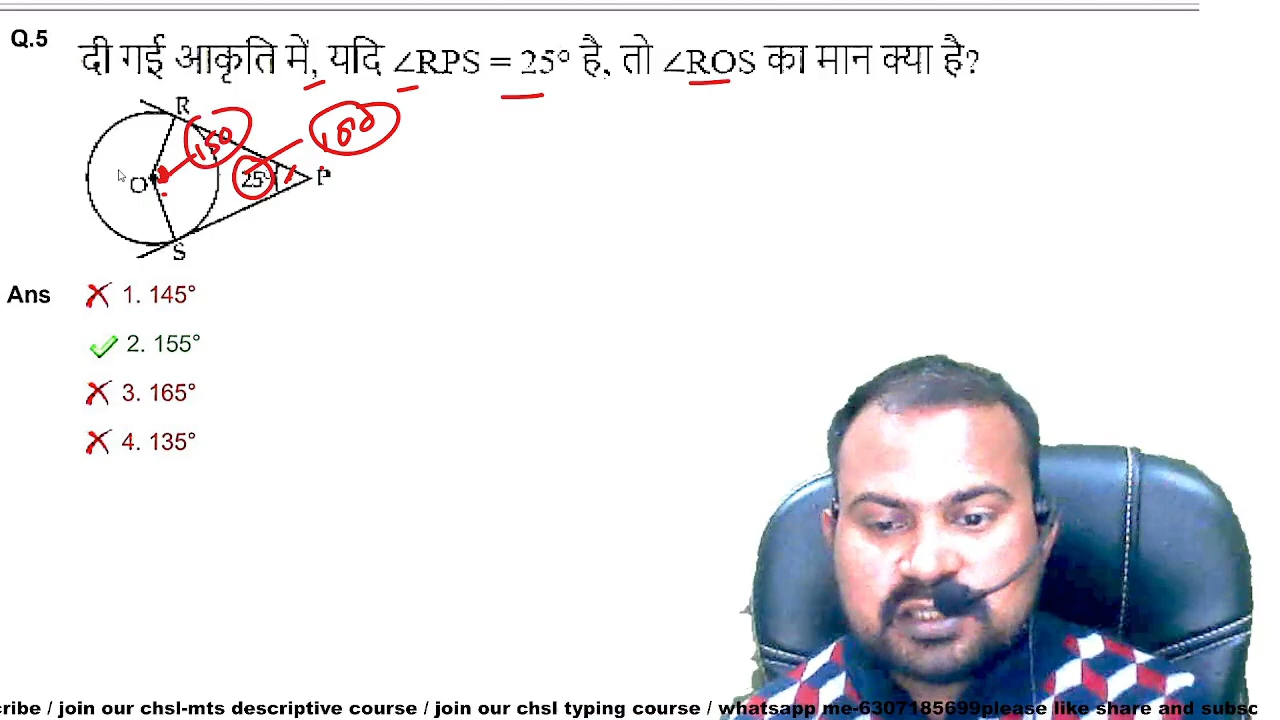 Q.5
दी गई आकृति में, यदि ∠RPS = 25° है, तो ∠ROS का मान क्या है?
R
150
180
O
25°
P
S
Ans
1. 145°
2. 155°
3. 165°
4. 135°
cribe / join our chsl-mts descriptive course / join our chsl typing course / whatsapp me-6307185699please like share and subsc